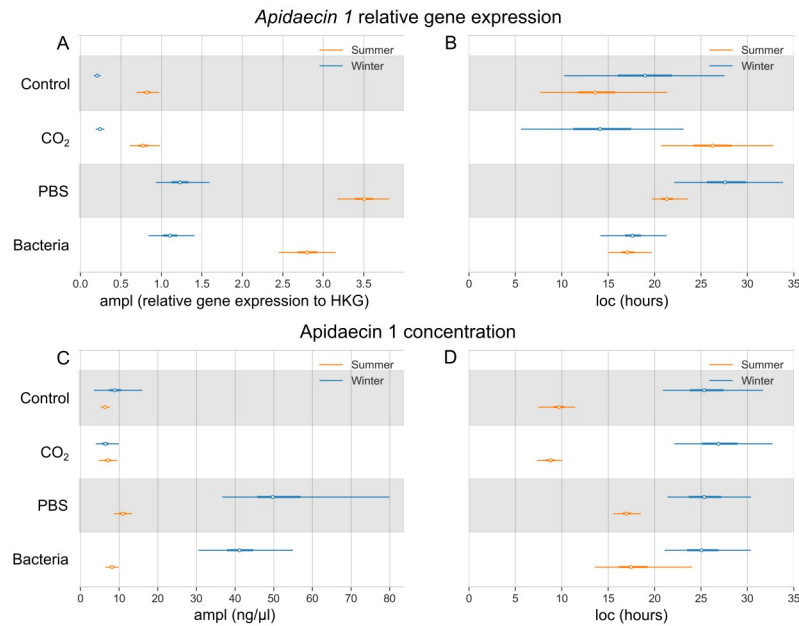 Apidaecin 1 relative gene expression
A
B
Summer
Winter
Summer
Winter
Control
CO₂
PBS
Bacteria
0.0 0.5 1.0 1.5 2.0 2.5 3.0 3.5
0 5 10 15 20 25 30 35
ampl (relative gene expression to HKG)
loc (hours)
Apidaecin 1 concentration
C
D
Summer
Winter
Summer
Winter
Control
CO₂
PBS
Bacteria
0 10 20 30 40 50 60 70 80
0 5 10 15 20 25 30 35
ampl (ng/µl)
loc (hours)